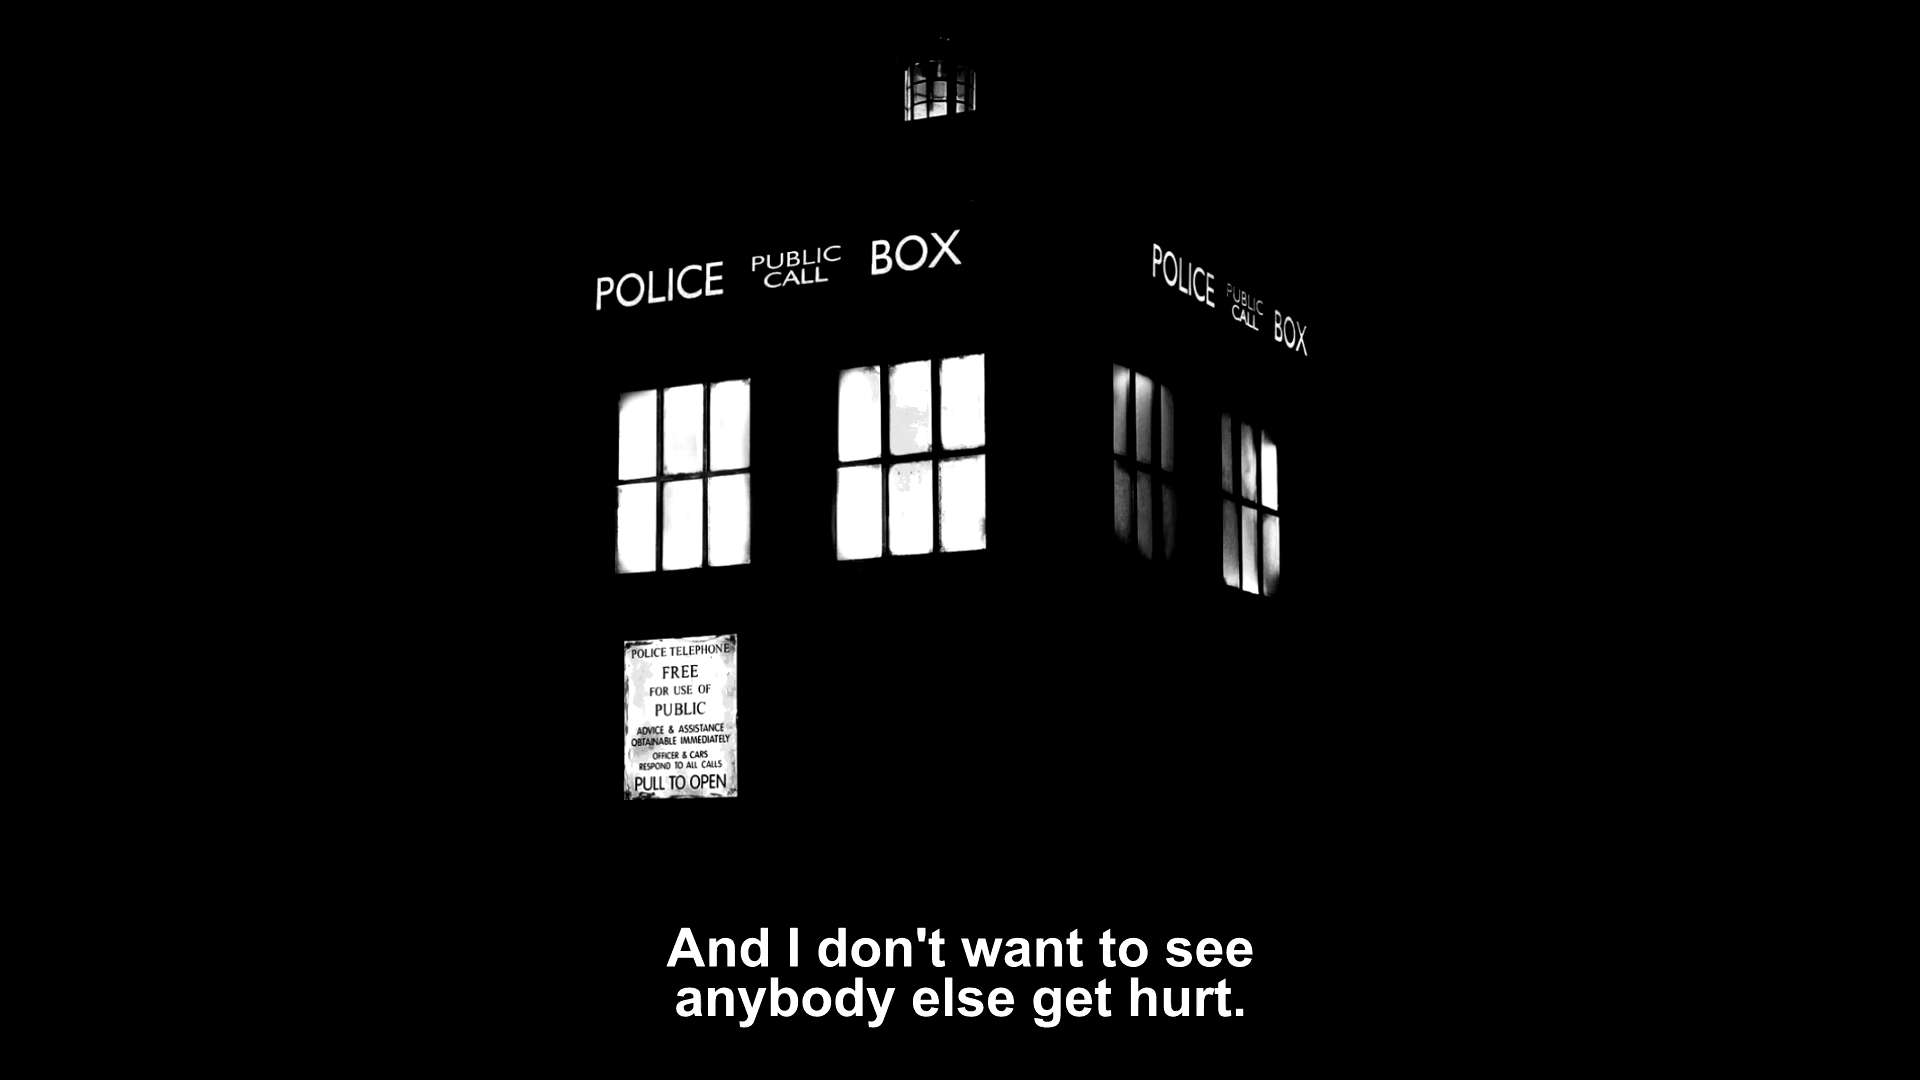 POLICE PUBLIC CALL BOX
POLICE PUBLIC CALL BOX
POLICE TELEPHONE
FREE
FOR USE OF
PUBLIC
ADVICE & ASSISTANCE
OBTAINABLE IMMEDIATELY
OFFICER & CARS
RESPOND TO ALL CALLS
PULL TO OPEN
And I don't want to see
anybody else get hurt.